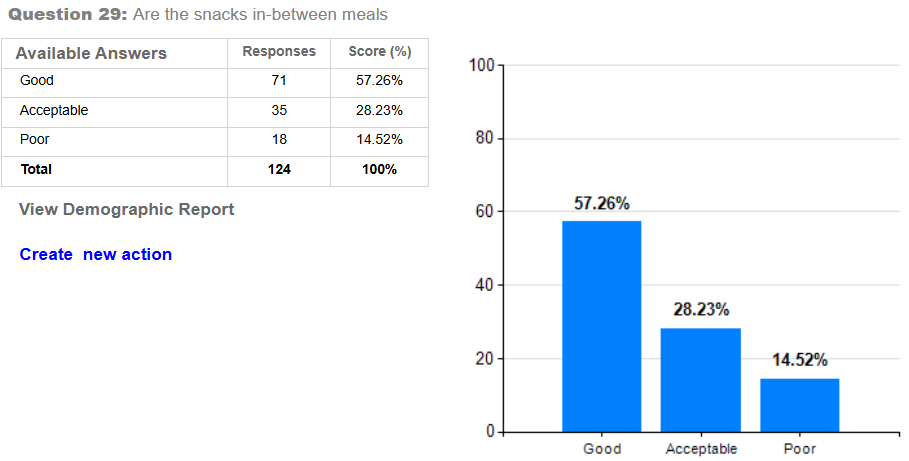 Question 29: Are the snacks in-between meals
Available Answers Responses Score (%)
Good 71 57.26%
Acceptable 35 28.23%
Poor 18 14.52%
Total 124 100%
View Demographic Report
Create new action
100
80
60
40
20
0
57.26%
28.23%
14.52%
Good Acceptable Poor